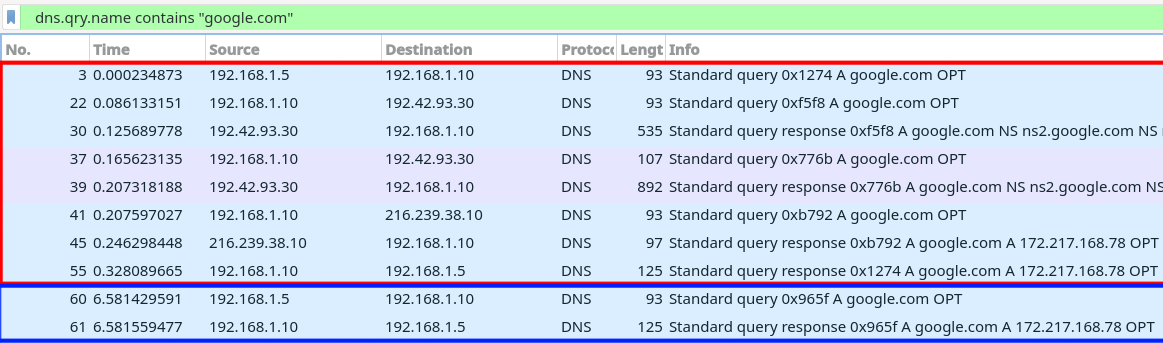 dns.qry.name contains "google.com"
No. Time Source Destination Protoc Lengt Info
3 0.000234873 192.168.1.5 192.168.1.10 DNS 93 Standard query 0x1274 A google.com OPT
22 0.086133151 192.168.1.10 192.42.93.30 DNS 93 Standard query 0xf5f8 A google.com OPT
30 0.125689778 192.42.93.30 192.168.1.10 DNS 535 Standard query response 0xf5f8 A google.com NS ns2.google.com NS
37 0.165623135 192.168.1.10 192.42.93.30 DNS 107 Standard query 0x776b A google.com OPT
39 0.207318188 192.42.93.30 192.168.1.10 DNS 892 Standard query response 0x776b A google.com NS ns2.google.com NS
41 0.207597027 192.168.1.10 216.239.38.10 DNS 93 Standard query 0xb792 A google.com OPT
45 0.246298448 216.239.38.10 192.168.1.10 DNS 97 Standard query response 0xb792 A google.com A 172.217.168.78 OPT
55 0.328089665 192.168.1.10 192.168.1.5 DNS 125 Standard query response 0x1274 A google.com A 172.217.168.78 OPT
60 6.581429591 192.168.1.5 192.168.1.10 DNS 93 Standard query 0x965f A google.com OPT
61 6.581559477 192.168.1.10 192.168.1.5 DNS 125 Standard query response 0x965f A google.com A 172.217.168.78 OPT